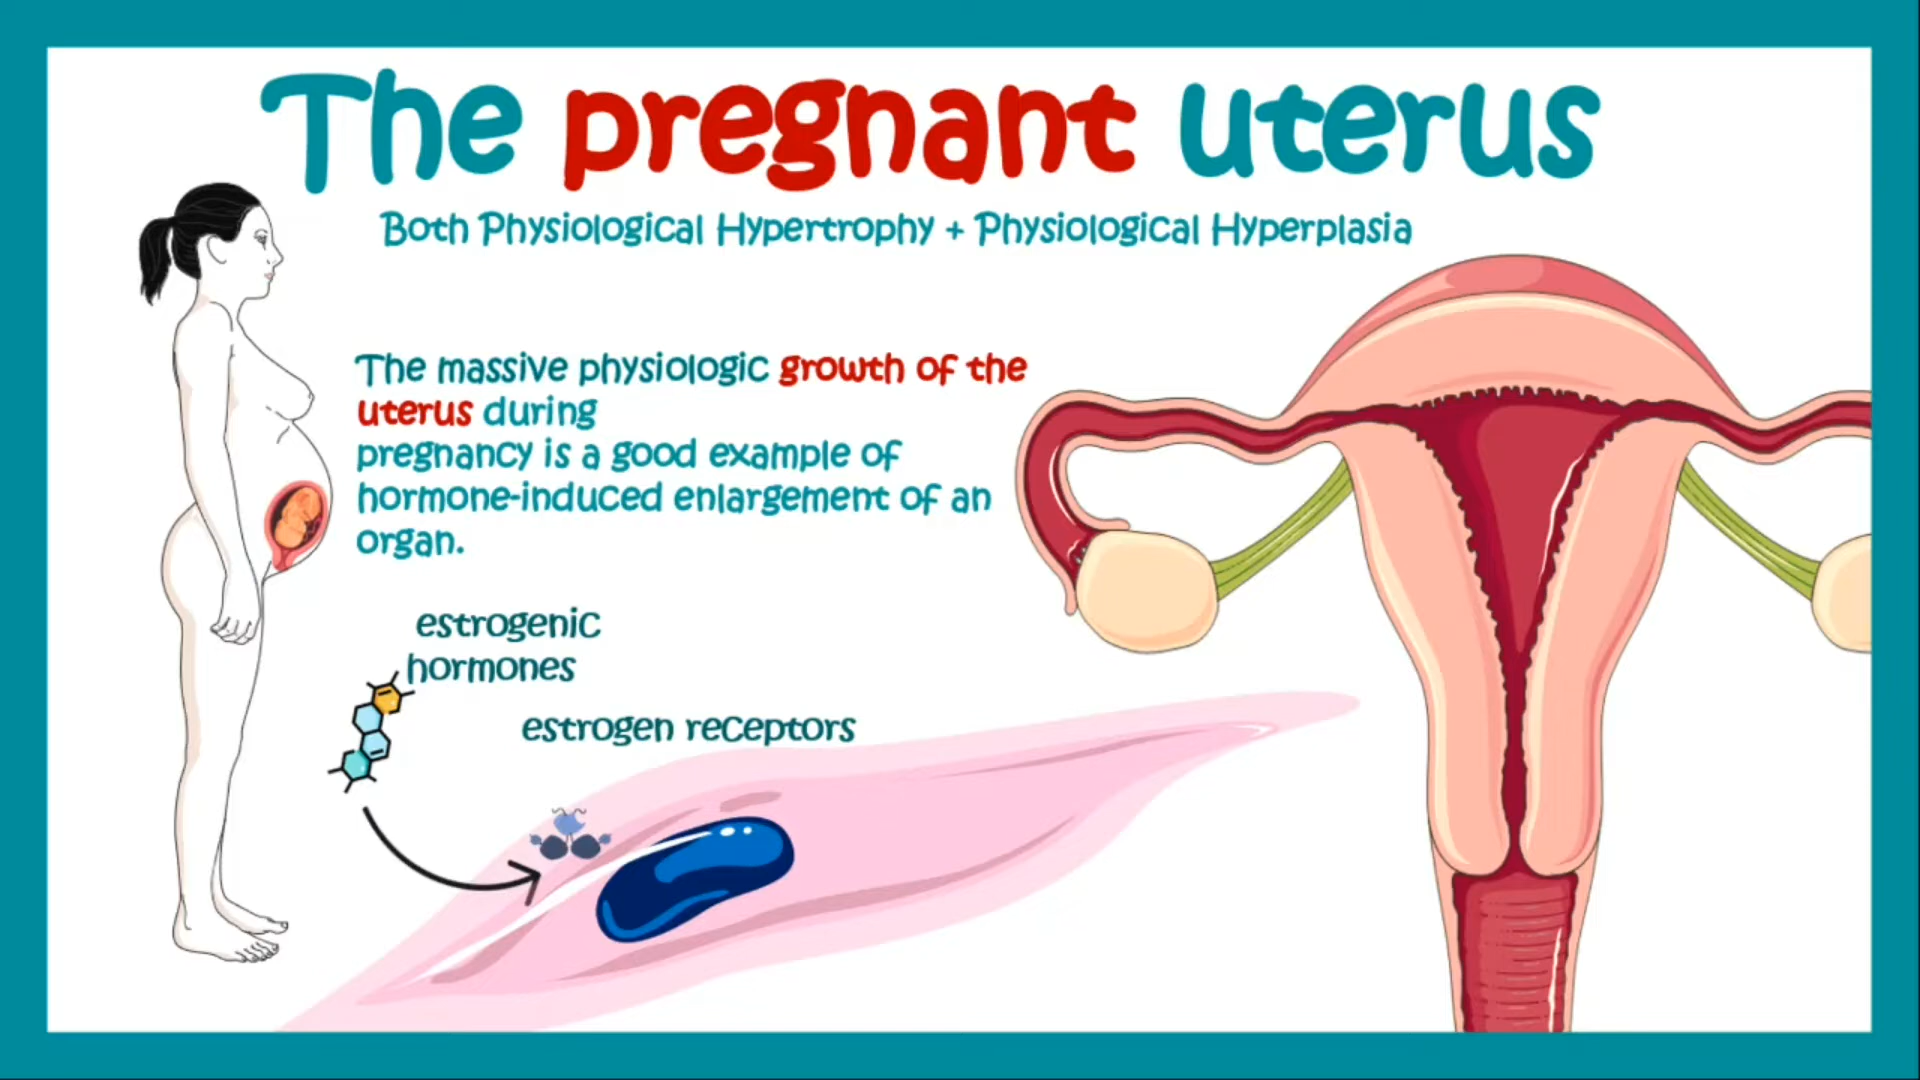 The pregnant uterus
Both Physiological Hypertrophy + Physiological Hyperplasia
The massive physiologic growth of the
uterus during
pregnancy is a good example of
hormone-induced enlargement of an
organ.
estrogenic
hormones
estrogen receptors